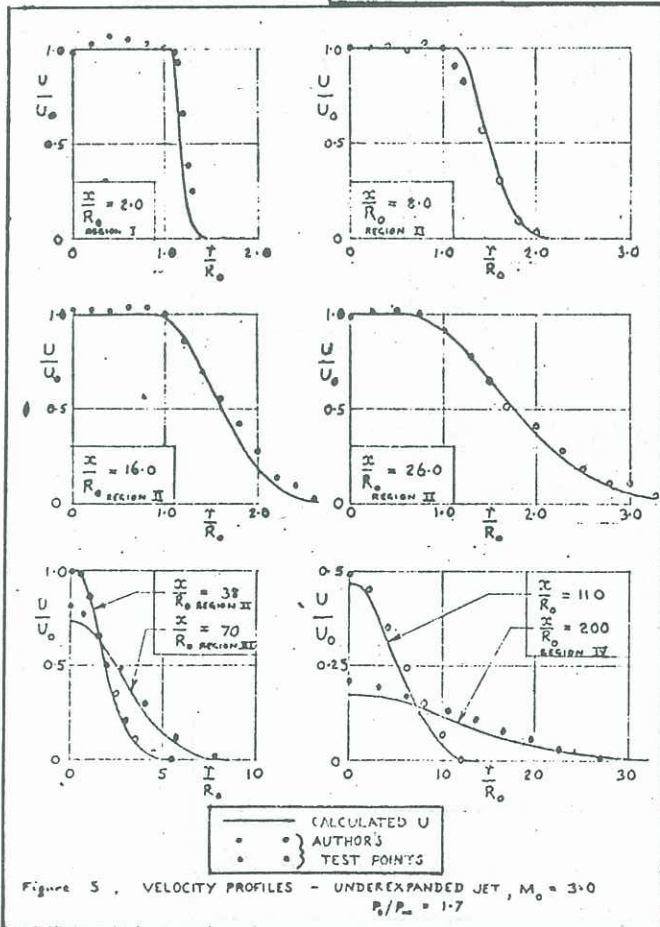 1.0
U
U₀
0.5
0
x/R₀ = 2.0
REGION I
1.0
r/R₀
2.0
1.0
U
U₀
0.5
0
x/R₀ = 8.0
REGION II
1.0
r/R₀
2.0
3.0
1.0
U
U₀
0.5
0
x/R₀ = 16.0
REGION II
1.0
r/R₀
2.0
1.0
U
U₀
0.5
0
x/R₀ = 26.0
REGION II
1.0
r/R₀
2.0
3.0
1.0
U
U₀
0.5
0
x/R₀ = 38
REGION II
x/R₀ = 70
REGION III
0
5
r/R₀
10
0.5
U
U₀
0.25
0
x/R₀ = 110
x/R₀ = 200
REGION IV
0
10
r/R₀
20
30
CALCULATED U
AUTHOR'S
TEST POINTS
Figure 5, VELOCITY PROFILES - UNDEREXPANDED JET, M₀ = 3.0
P₀/P∞ = 1.7